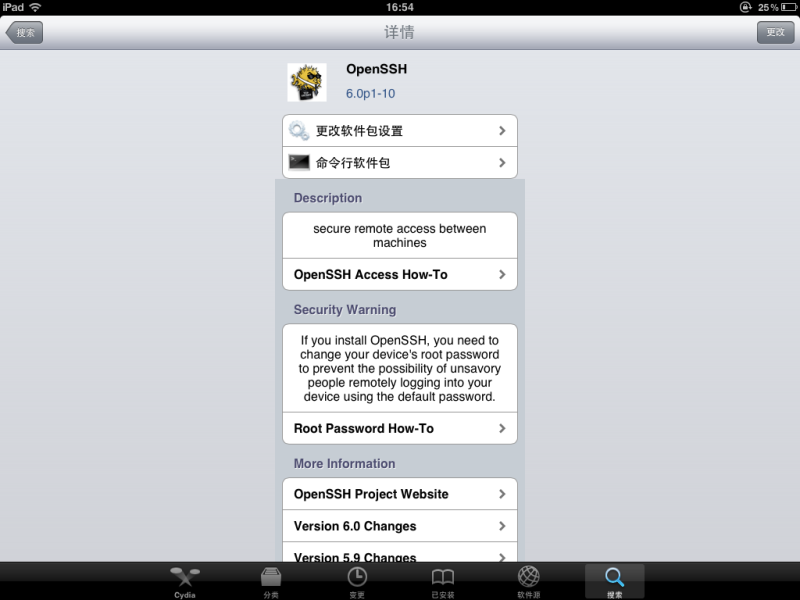 iPad 16:54 25%
搜索 详情 更改
OpenSSH
6.0p1-10
更改软件包设置
命令行软件包
Description
secure remote access between
machines
OpenSSH Access How-To
Security Warning
If you install OpenSSH, you need to
change your device's root password
to prevent the possibility of unsavory
people remotely logging into your
device using the default password.
Root Password How-To
More Information
OpenSSH Project Website
Version 6.0 Changes
Version 5.9 Changes
Cydia 分类 变更 已安装 软件源 搜索